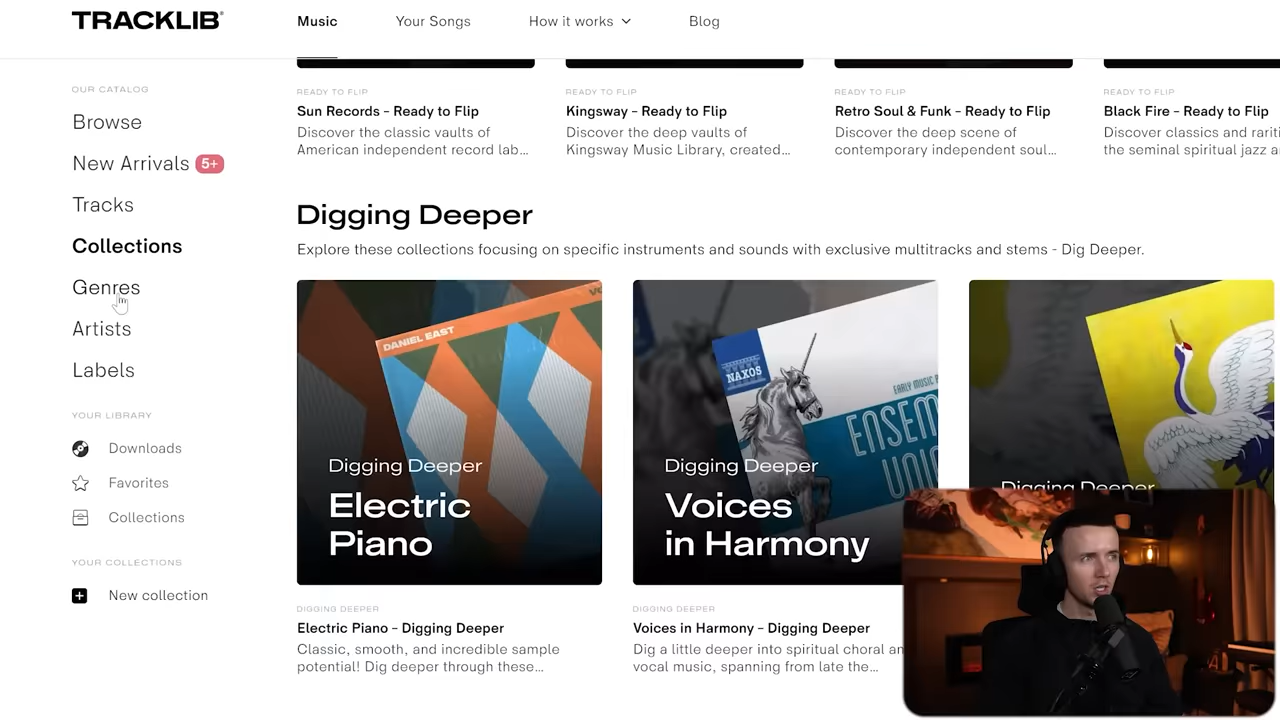 TRACKLIB®
Music
Your Songs
How it works
Blog
OUR CATALOG
Browse
New Arrivals 5+
Tracks
Collections
Genres
Artists
Labels
YOUR LIBRARY
Downloads
Favorites
Collections
YOUR COLLECTIONS
New collection
READY TO FLIP
Sun Records – Ready to Flip
Discover the classic vaults of
American independent record lab...
READY TO FLIP
Kingsway – Ready to Flip
Discover the deep vaults of
Kingsway Music Library, created...
READY TO FLIP
Retro Soul & Funk – Ready to Flip
Discover the deep scene of
contemporary independent soul...
READY TO FLIP
Black Fire – Ready to Flip
Discover classics and rariti
the seminal spiritual jazz a
Digging Deeper
Explore these collections focusing on specific instruments and sounds with exclusive multitracks and stems - Dig Deeper.
DANIEL EAST
Digging Deeper
Electric
Piano
DIGGING DEEPER
Electric Piano – Digging Deeper
Classic, smooth, and incredible sample
potential! Dig deeper through these...
NAXOS
EARLY MUSIC
ENSEM
Digging Deeper
Voices
in Harmony
DIGGING DEEPER
Voices in Harmony – Digging Deeper
Dig a little deeper into spiritual choral an
vocal music, spanning from late the...
Digging Deeper